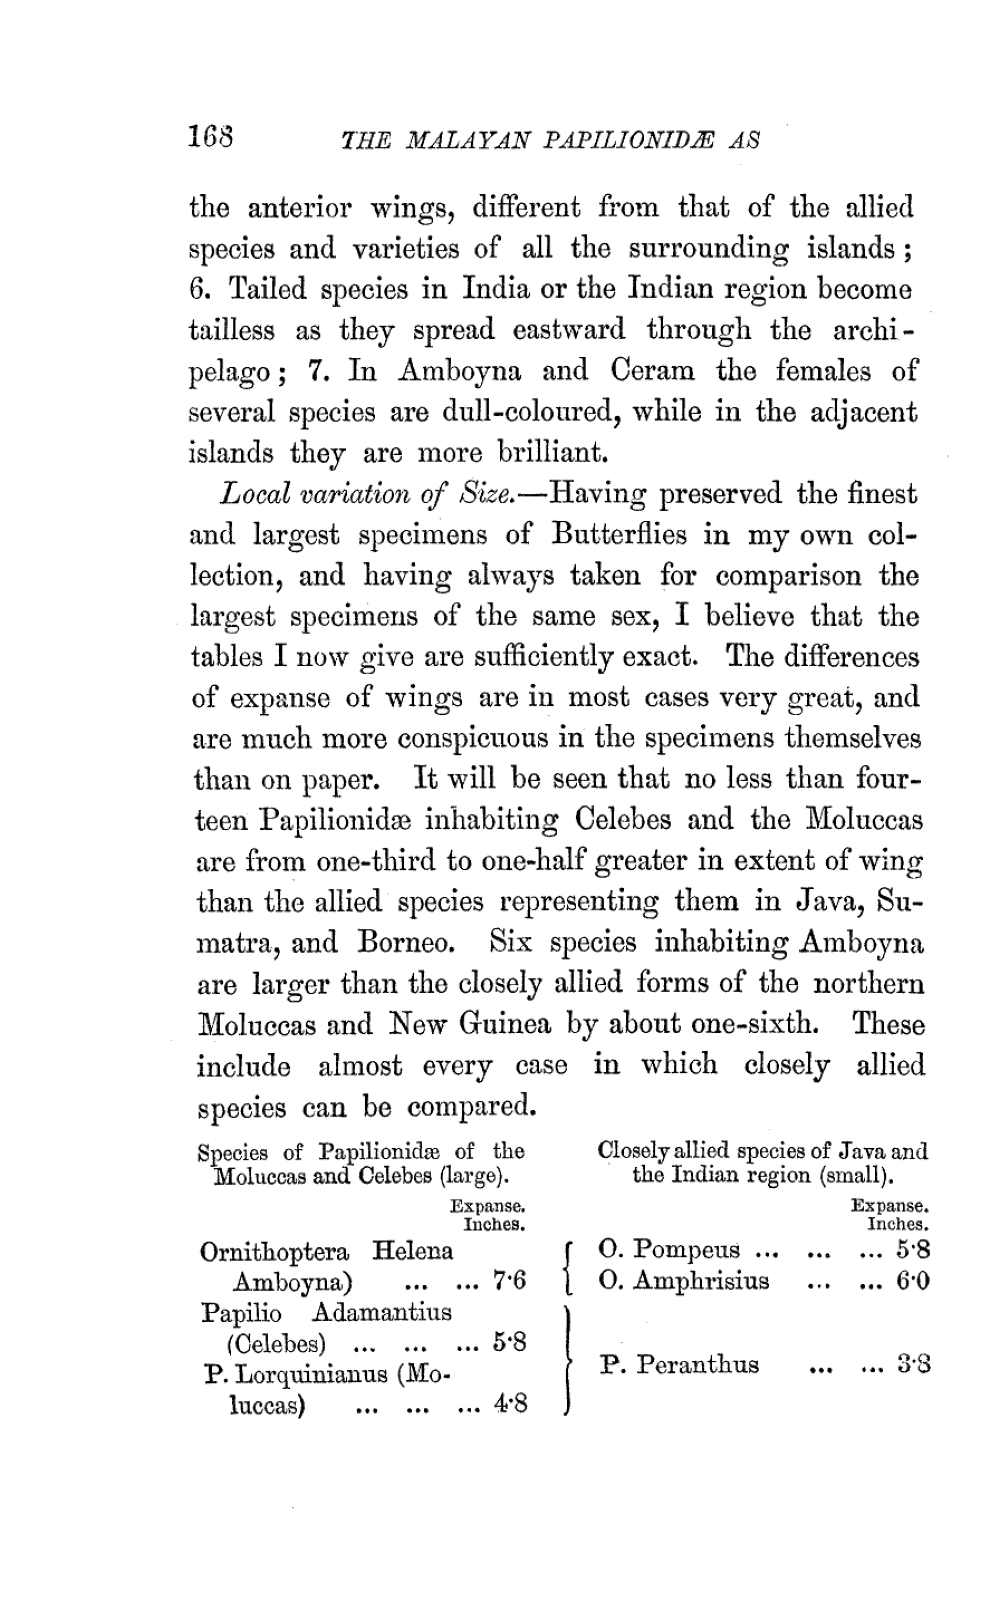 168 THE MALAYAN PAPILIONIDÆ AS
the anterior wings, different from that of the allied
species and varieties of all the surrounding islands;
6. Tailed species in India or the Indian region become
tailless as they spread eastward through the archi-
pelago; 7. In Amboyna and Ceram the females of
several species are dull-coloured, while in the adjacent
islands they are more brilliant.
Local variation of Size.—Having preserved the finest
and largest specimens of Butterflies in my own col-
lection, and having always taken for comparison the
largest specimens of the same sex, I believe that the
tables I now give are sufficiently exact. The differences
of expanse of wings are in most cases very great, and
are much more conspicuous in the specimens themselves
than on paper. It will be seen that no less than four-
teen Papilionidæ inhabiting Celebes and the Moluccas
are from one-third to one-half greater in extent of wing
than the allied species representing them in Java, Su-
matra, and Borneo. Six species inhabiting Amboyna
are larger than the closely allied forms of the northern
Moluccas and New Guinea by about one-sixth. These
include almost every case in which closely allied
species can be compared.
Species of Papilionidæ of the
Moluccas and Celebes (large).
Expanse.
Inches.
Ornithoptera Helena
Amboyna) ... ... 7·6
Papilio Adamantius
(Celebes) ... ... ... 5·8
P. Lorquinianus (Mo-
luccas) ... ... ... 4·8
Closely allied species of Java and
the Indian region (small).
Expanse.
Inches.
O. Pompeus ... ... ... 5·8
O. Amphrisius ... ... 6·0
P. Peranthus ... ... 3·8